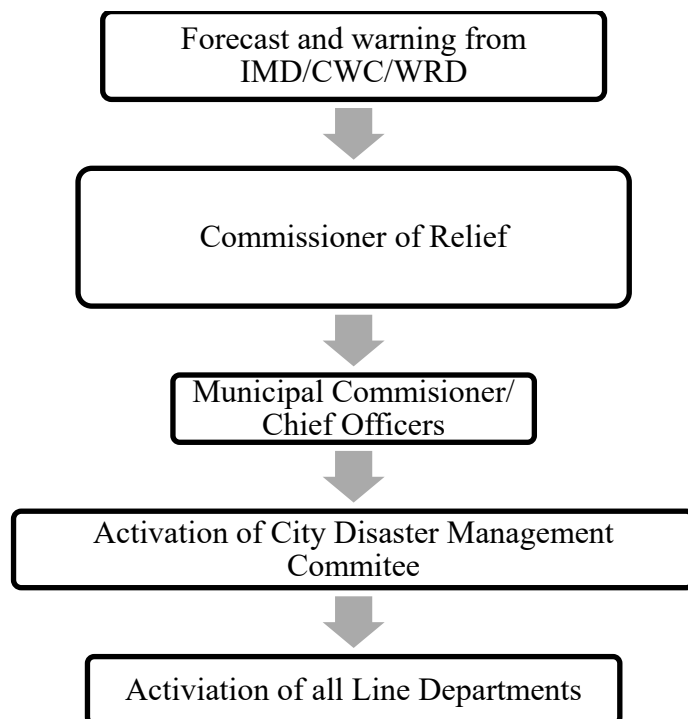 Forecast and warning from
IMD/CWC/WRD
Commissioner of Relief
Municipal Commisioner/
Chief Officers
Activation of City Disaster Management
Commitee
Activiation of all Line Departments